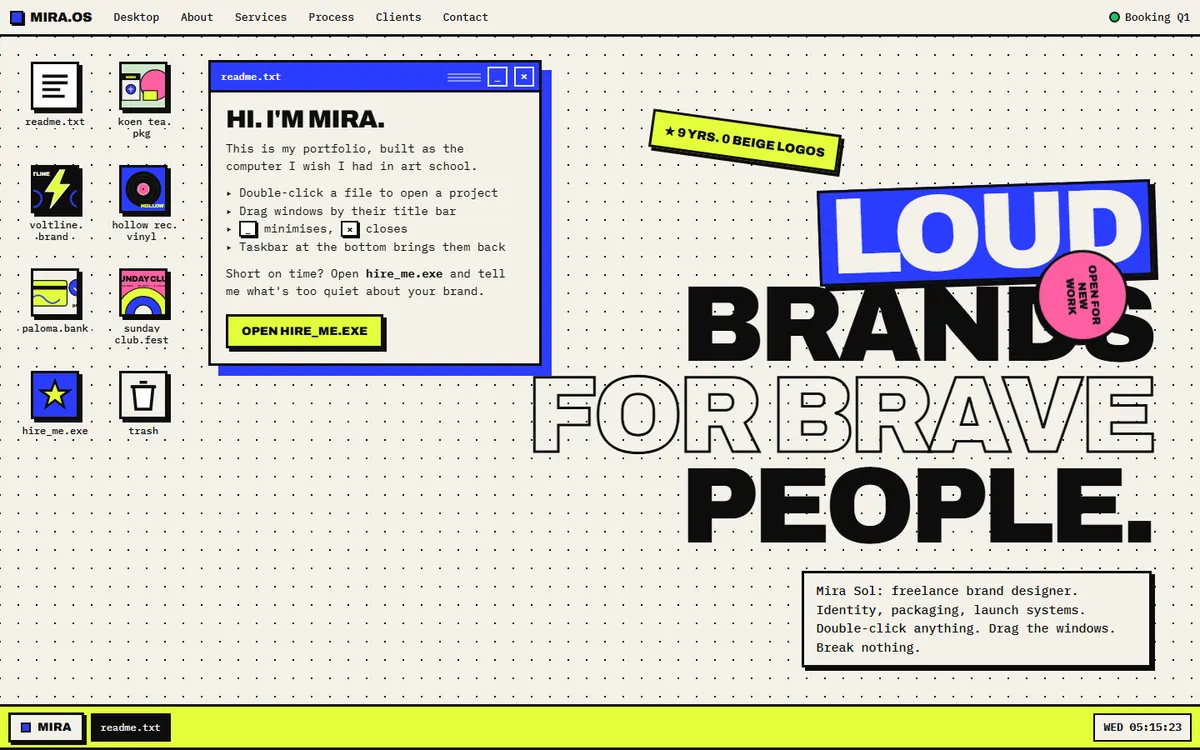 MIRA.OS Desktop About Services Process Clients Contact
Booking Q1
readme.txt
koen tea.
pkg
voltline.
brand
hollow rec.
vinyl
paloma.bank
sunday
club.fest
hire_me.exe
trash
readme.txt
_ ×
HI. I'M MIRA.
This is my portfolio, built as the
computer I wish I had in art school.
▸ Double-click a file to open a project
▸ Drag windows by their title bar
▸ _ minimises, × closes
▸ Taskbar at the bottom brings them back
Short on time? Open hire_me.exe and tell
me what's too quiet about your brand.
OPEN HIRE_ME.EXE
★ 9 YRS. 0 BEIGE LOGOS
LOUD
BRANDS
FOR BRAVE
PEOPLE.
OPEN FOR
NEW
WORK
Mira Sol: freelance brand designer.
Identity, packaging, launch systems.
Double-click anything. Drag the windows.
Break nothing.
MIRA
readme.txt
WED 05:15:23